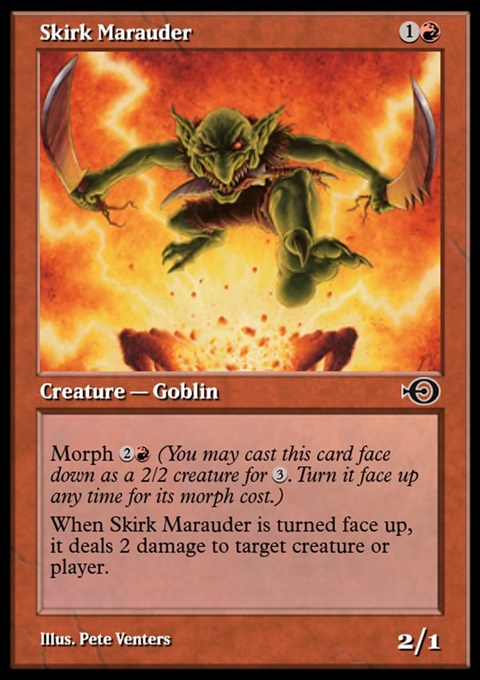 Skirk Marauder 1
Creature — Goblin
Morph 2 (You may cast this card face
down as a 2/2 creature for 3. Turn it face up
any time for its morph cost.)
When Skirk Marauder is turned face up,
it deals 2 damage to target creature or
player.
Illus. Pete Venters
2/1